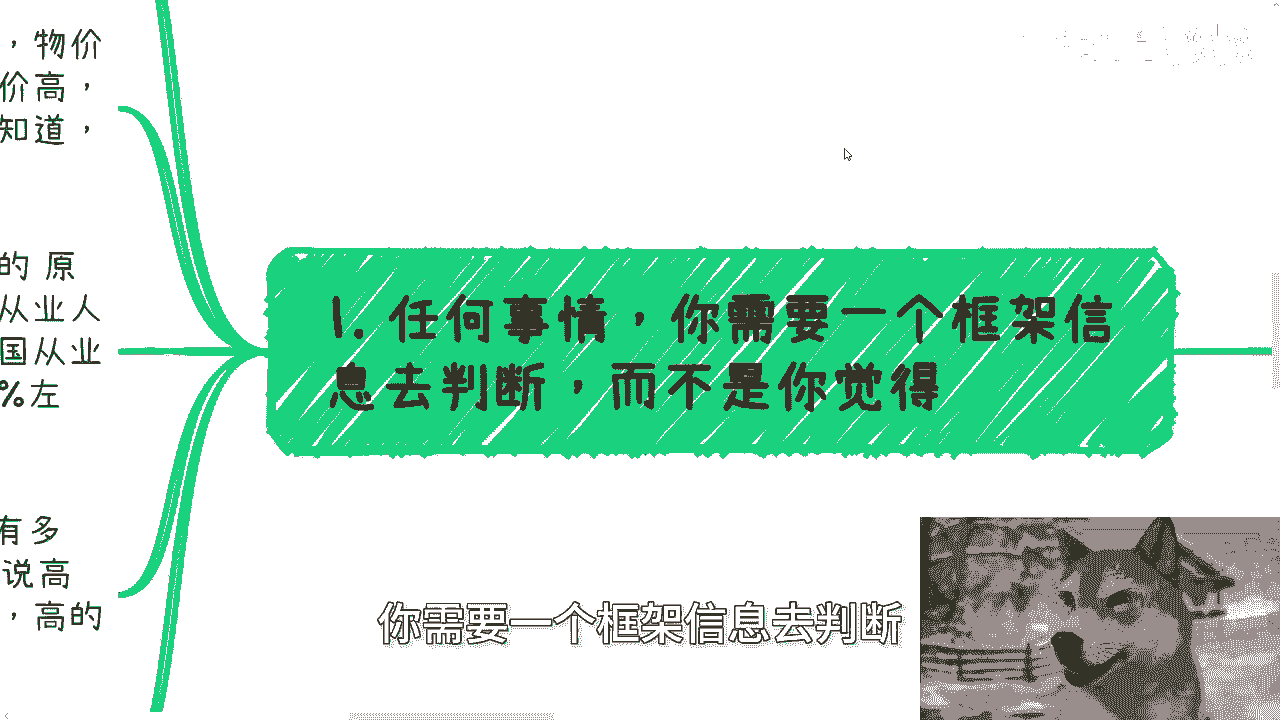 ，物价
价高，
知道，
的 原
从业人
国从业
%左
有多
说高
，高的
1. 任何事情，你需要一个框架信
息去判断，而不是你觉得
你需要一个框架信息去判断